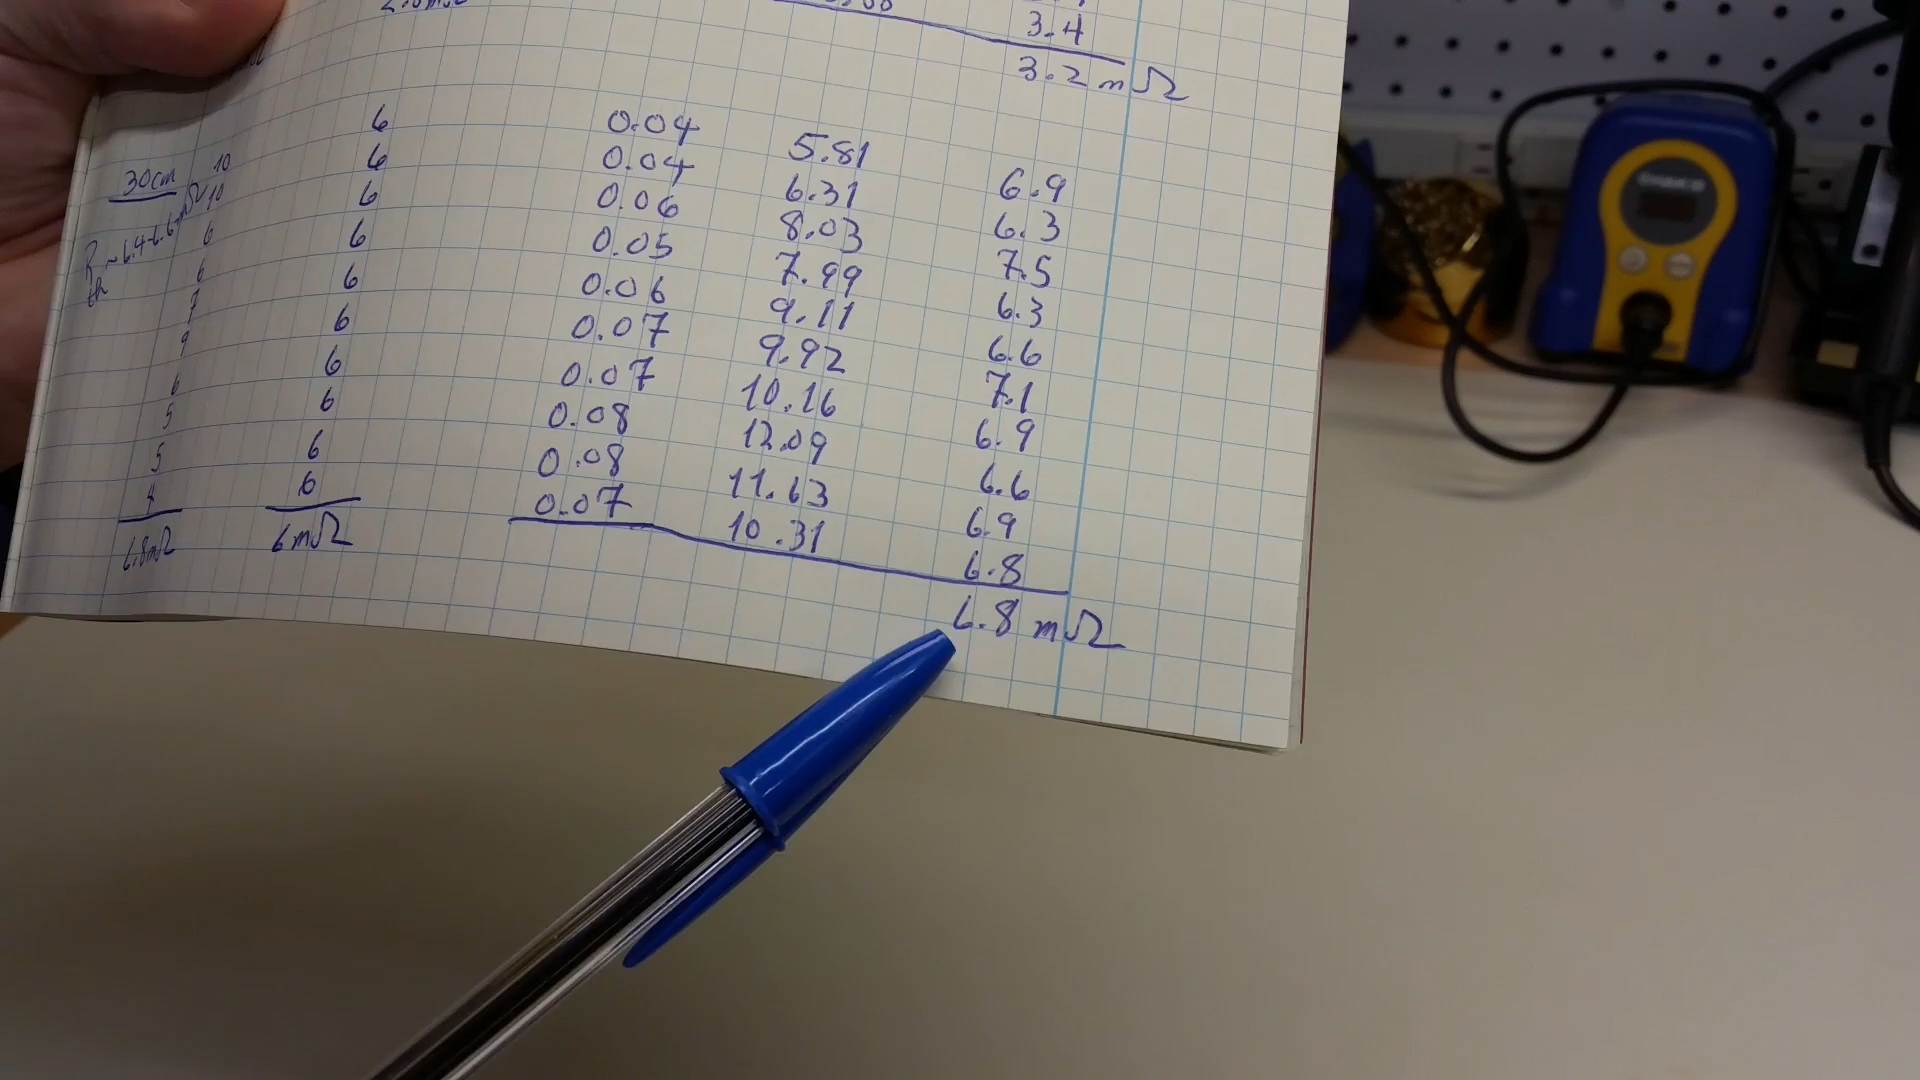 3.4
3.2 mΩ
30cm 10 6 0.04 5.81 6.9
10 6 0.04 6.31 6.3
6 6 0.06 8.03 7.5
6 6 0.05 7.99 6.3
6 0.06 9.11 6.6
9 6 0.07 9.92 7.1
6 6 0.07 10.16 6.9
5 6 0.08 12.09 6.6
5 6 0.08 11.63 6.9
6 0.07 10.31 6.8
6.8mΩ 6mΩ 6.8 mΩ